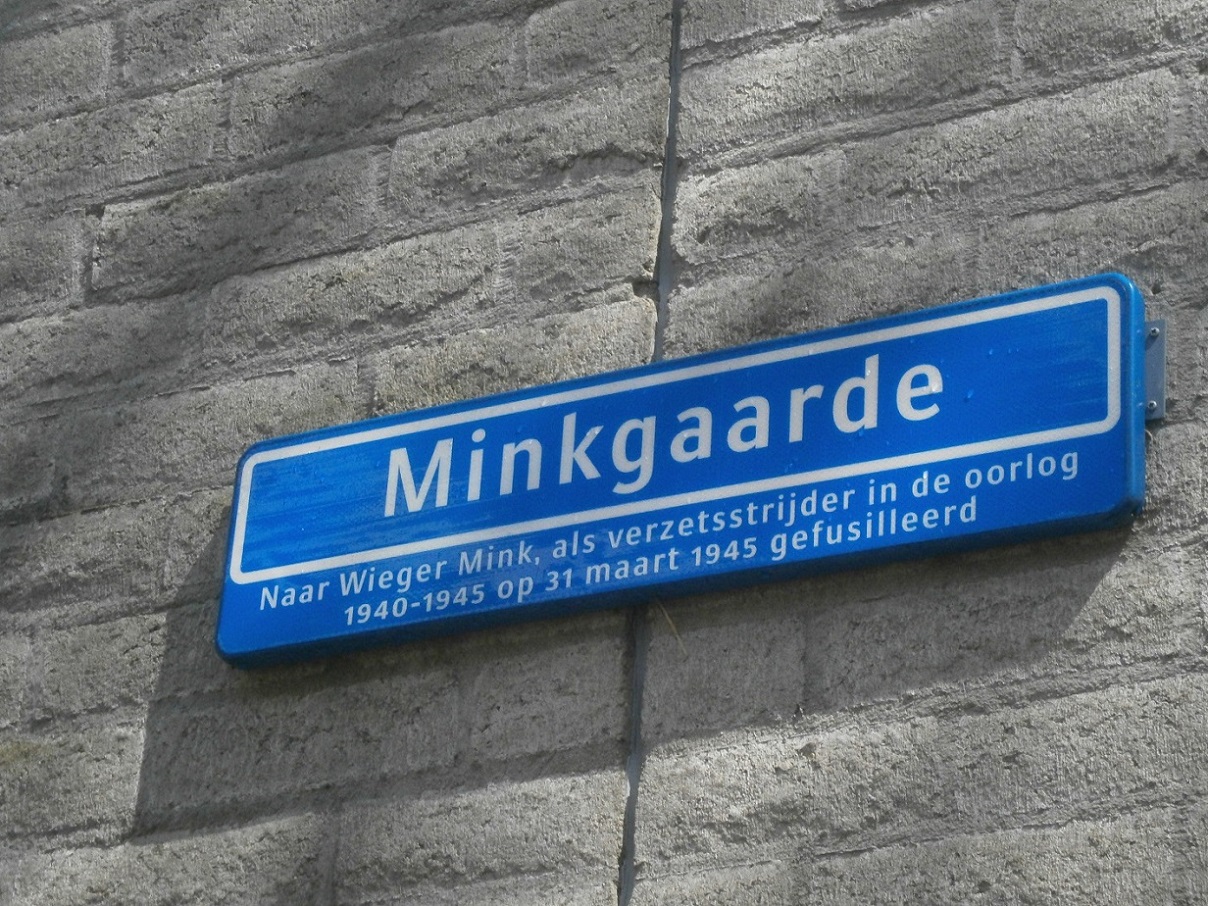 Minkgaarde
Naar Wieger Mink, als verzetsstrijder in de oorlog
1940-1945 op 31 maart 1945 gefusilleerd